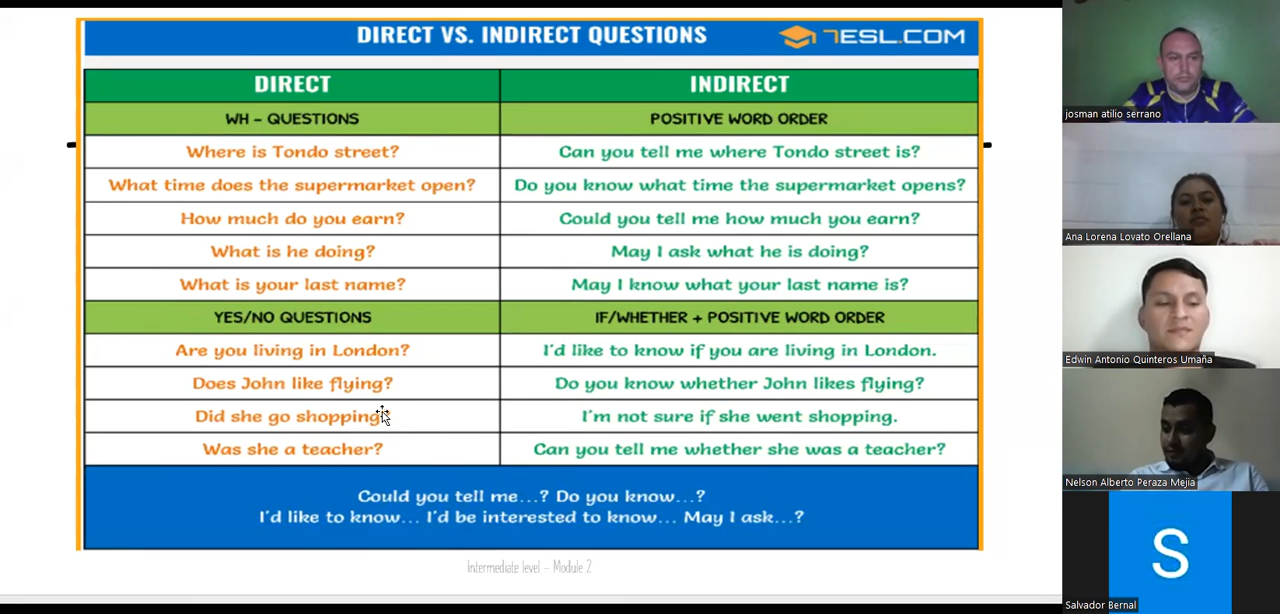 DIRECT VS. INDIRECT QUESTIONS
7ESL.COM
DIRECT INDIRECT
WH - QUESTIONS POSITIVE WORD ORDER
Where is Tondo street? Can you tell me where Tondo street is?
What time does the supermarket open? Do you know what time the supermarket opens?
How much do you earn? Could you tell me how much you earn?
What is he doing? May I ask what he is doing?
What is your last name? May I know what your last name is?
YES/NO QUESTIONS IF/WHETHER + POSITIVE WORD ORDER
Are you living in London? I'd like to know if you are living in London.
Does John like flying? Do you know whether John likes flying?
Did she go shopping? I'm not sure if she went shopping.
Was she a teacher? Can you tell me whether she was a teacher?
Could you tell me...? Do you know...?
I'd like to know... I'd be interested to know... May I ask...?
Intermediate level - Module 2
josman atilio serrano
Ana Lorena Lovato Orellana
Edwin Antonio Quinteros Umaña
Nelson Alberto Peraza Mejia
S
Salvador Bernal